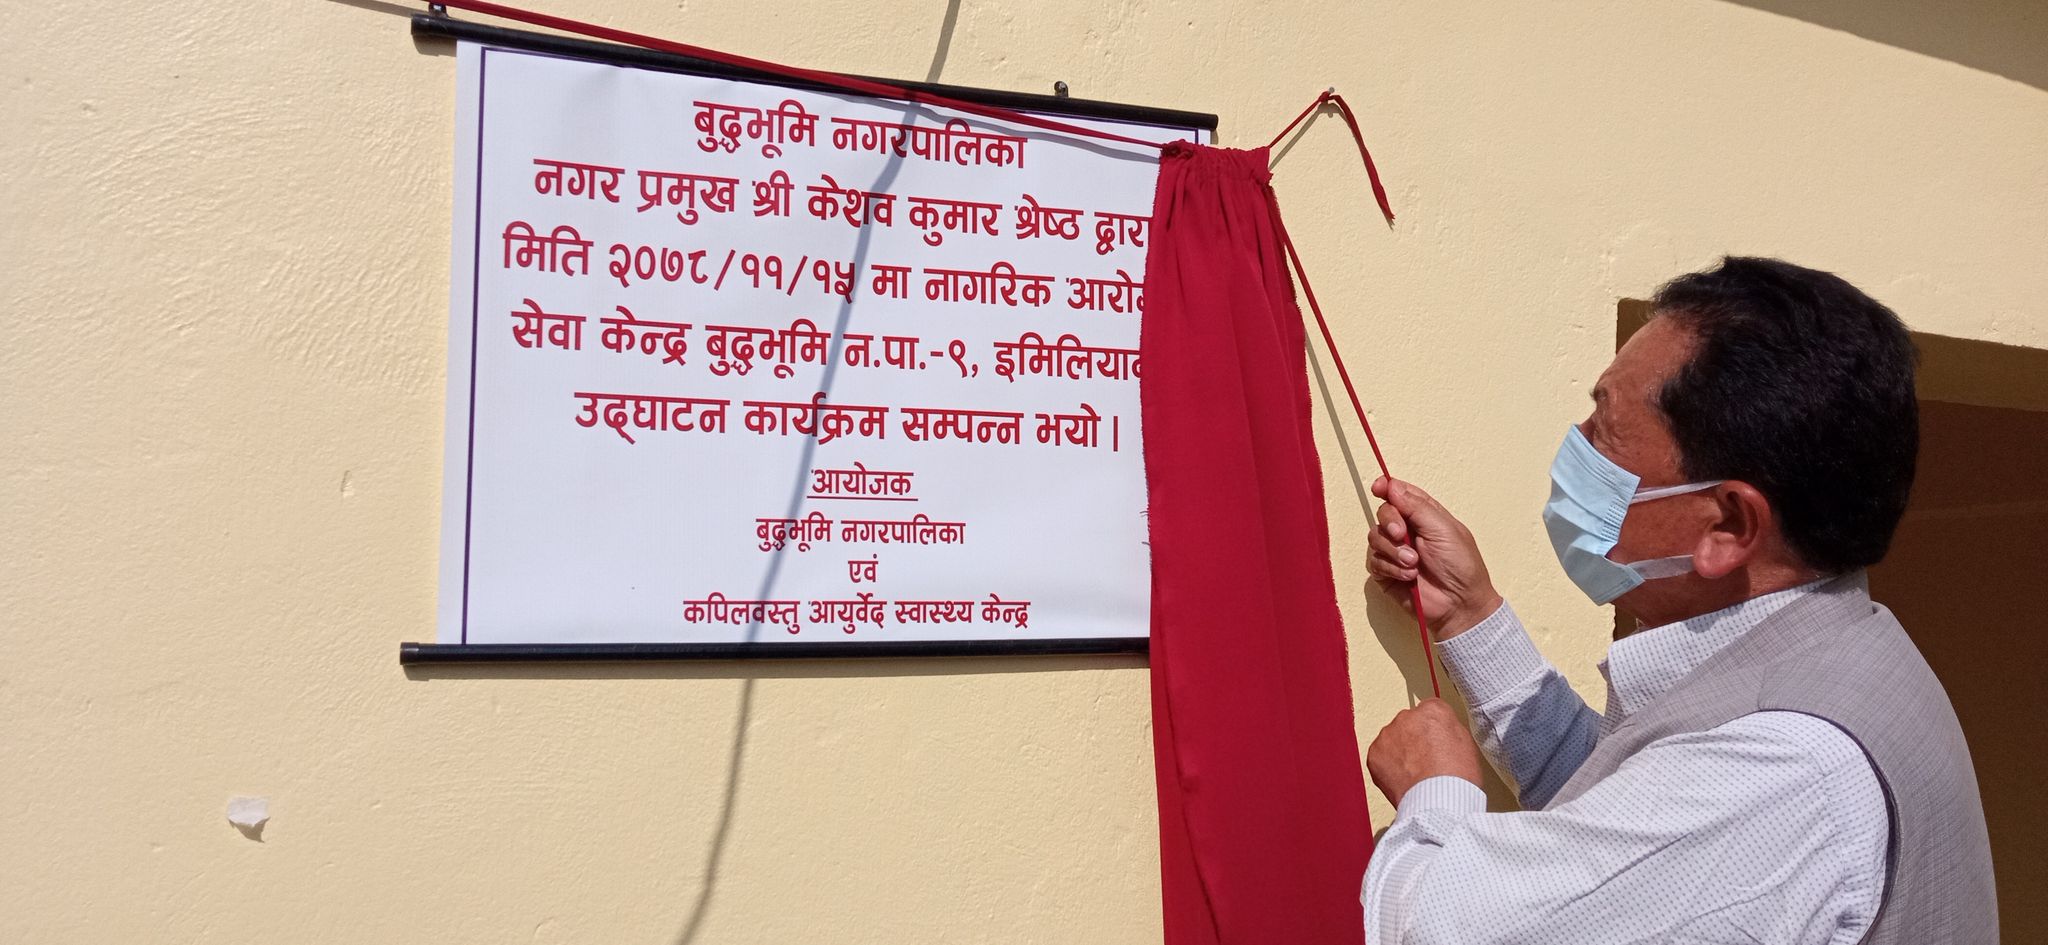 बुद्धभूमि नगरपालिका
नगर प्रमुख श्री केशव कुमार श्रेष्ठ द्वारा
मिति २०७८/११/१५ मा नागरिक
सेवा केन्द्र बुद्धभूमि न.पा.-९,
उद्घाटन कार्यक्रम सम्पन्न भयो।
आयोजक
बुद्धभूमि नगरपालिका
एवं
कपिलवस्तु आयुर्वेद स्वास्थ्य केन्द्र